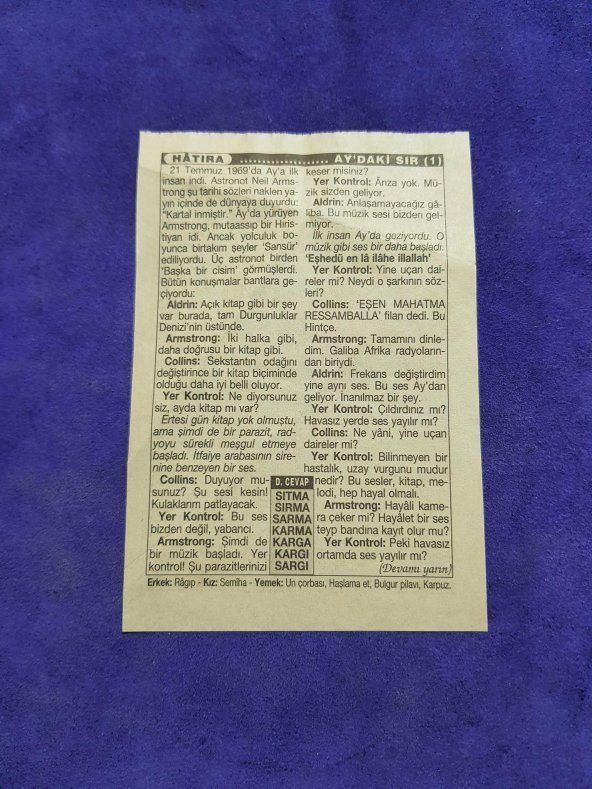 HÂTIRA .................... AY'DAKİ SIR (1)
21 Temmuz 1969'da Ay'a ilk
insan indi. Astronot Neil Arms-
trong şu tarihî sözleri naklen ya-
yın içinde de dünyaya duyurdu:
"Kartal inmiştir." Ay'da yürüyen
Armstrong, mutaassıp bir Hıris-
tiyan idi. Ancak yolculuk bo-
yunca birtakım şeyler 'Sansür'
ediliyordu. Üç astronot birden
'Başka bir cisim' görmüşlerdi.
Bütün konuşmalar bantlara ge-
çiyordu:
Aldrin: Açık kitap gibi bir şey
var burada, tam Durgunluklar
Denizi'nin üstünde.
Armstrong: İki halka gibi,
daha doğrusu bir kitap gibi.
Collins: Sekstantın odağını
değiştirince bir kitap biçiminde
olduğu daha iyi belli oluyor.
Yer Kontrol: Ne diyorsunuz
siz, ayda kitap mı var?
Ertesi gün kitap yok olmuştu,
ama şimdi de bir parazit, rad-
yoyu sürekli meşgul etmeye
başladı. İtfaiye arabasının sire-
nine benzeyen bir ses.
Collins: Duyuyor mu-
sunuz? Şu sesi kesin!
Kulaklarım patlayacak.
Yer Kontrol: Bu ses
bizden değil, yabancı.
Armstrong: Şimdi de
bir müzik başladı. Yer
kontrol! Şu parazitlerinizi
keser misiniz?
Yer Kontrol: Ârıza yok. Mü-
zik sizden geliyor.
Aldrin: Anlaşamayacağız gâ-
liba. Bu müzik sesi bizden gel-
miyor.
İlk insan Ay'da geziyordu. O
müzik gibi ses bir daha başladı.
'Eşhedü en lâ ilâhe illallah'
Yer Kontrol: Yine uçan dai-
reler mi? Neydi o şarkının söz-
leri?
Collins: 'EŞEN MAHATMA
RESSAMBALLA' filan dedi. Bu
Hintçe.
Armstrong: Tamamını dinle-
dim. Galiba Afrika radyoların-
dan biriydi.
Aldrin: Frekans değiştirdim
yine aynı ses. Bu ses Ay'dan
geliyor. İnanılmaz bir şey.
Yer Kontrol: Çıldırdınız mı?
Havasız yerde ses yayılır mı?
Collins: Ne yâni, yine uçan
daireler mi?
Yer Kontrol: Bilinmeyen bir
hastalık, uzay vurgunu mudur
nedir? Bu sesler, kitap, me-
lodi, hep hayal olmalı.
Armstrong: Hayâli kame-
ra çeker mi? Hayâlet bir ses
teyp bandına kayıt olur mu?
Yer Kontrol: Peki havasız
ortamda ses yayılır mı?
(Devamı yarın)
D. CEVAP
SITMA
SIRMA
SARMA
KARMA
KARGA
KARGI
SARGI
Erkek: Râgıp - Kız: Semîha - Yemek: Un çorbası, Haşlama et, Bulgur pilavı, Karpuz.